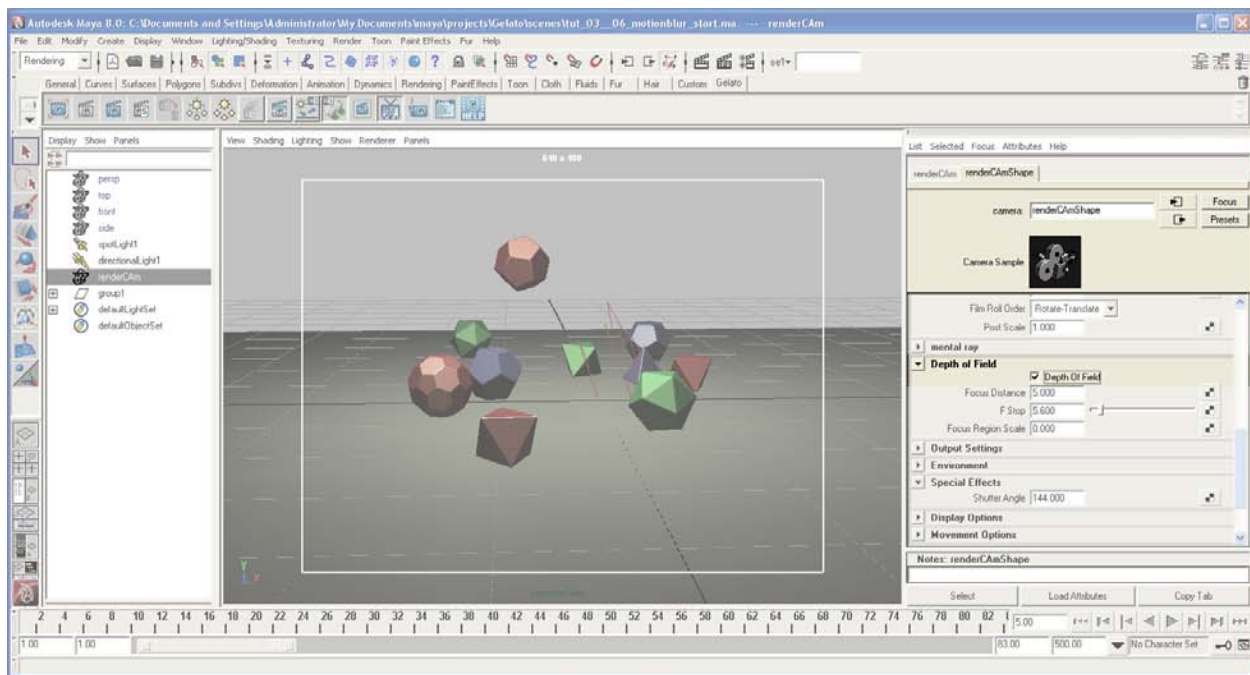 Autodesk Maya 8.0: C:\Documents and Settings\Administrator\My Documents\maya\projects\Gelato\scenes\tut_03__06_motionblur_start.ma --- renderCAm
File Edit Modify Create Display Window Lighting/Shading Texturing Render Toon Paint Effects Fur Help
Rendering
sel
General Curves Surfaces Polygons Subdivs Deformation Animation Dynamics Rendering PaintEffects Toon Cloth Fluids Fur Hair Custom Gelato
HELP
Display Show Panels
persp
top
front
side
spotLight1
directionalLight1
renderCAm
group1
defaultLightSet
defaultObjectSet
View Shading Lighting Show Renderer Panels
640 x 480
List Selected Focus Attributes Help
renderCAm renderCAmShape
camera: renderCAmShape
Focus
Presets
Camera Sample
Film Roll Order Rotate-Translate
Post Scale 1.000
mental ray
Depth of Field
Depth Of Field
Focus Distance 5.000
F Stop 5.600
Focus Region Scale 0.000
Output Settings
Environment
Special Effects
Shutter Angle 144.000
Display Options
Movement Options
Notes: renderCAmShape
Select Load Attributes Copy Tab
2 4 6 8 10 12 14 16 18 20 22 24 26 28 30 32 34 36 38 40 42 44 46 48 50 52 54 56 58 60 62 64 66 68 70 72 74 76 78 80 82 5.00
1.00 1.00 83.00 500.00 No Character Set